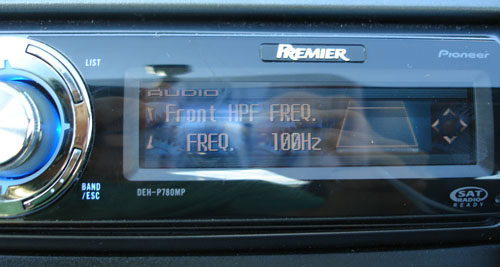 LIST
PREMIER
Pioneer
AUDIO
Front HPF FREQ.
FREQ. 100Hz
BAND
/ESC
DEH-P780MP
SAT
RADIO
READY